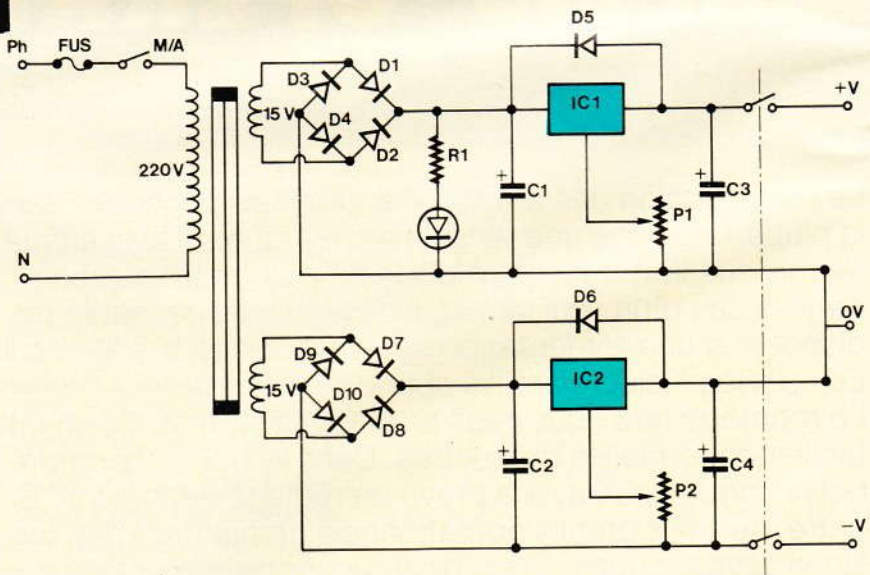 Ph FUS M/A
D5
D3 D1
+V
IC1
15 V
D4
D2
R1
220V
C1
P1
C3
N
D6
0V
D9 D7
IC2
15 V
D10
D8
C2
P2
C4
-V
+
+
+
+